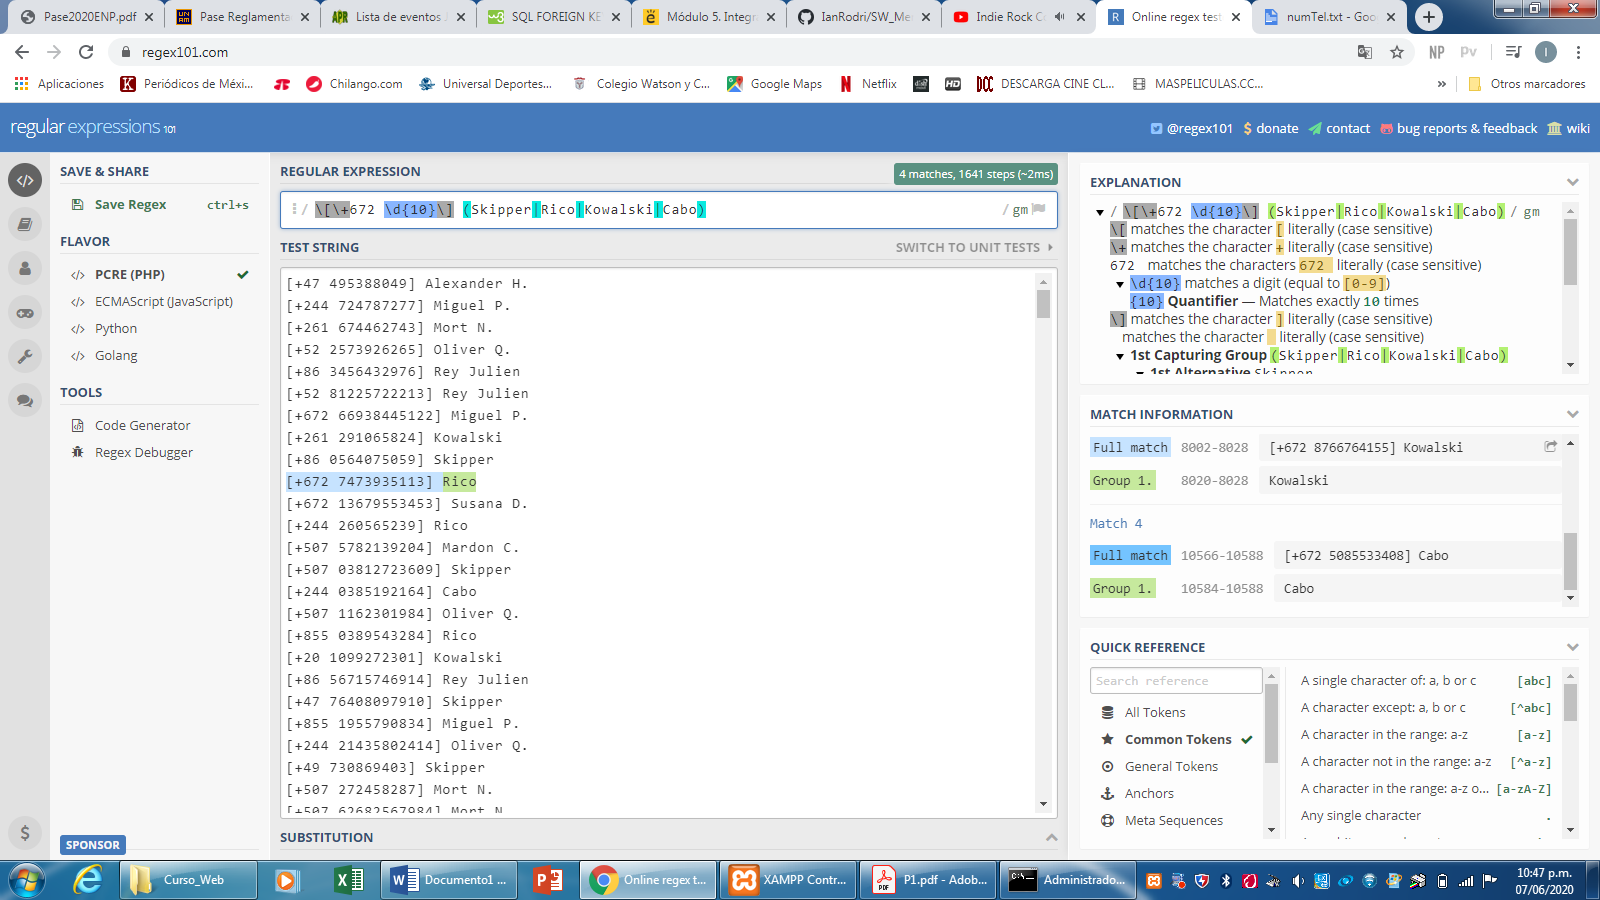 Pase2020ENP.pdf
Pase Reglamenta
Lista de eventos
SQL FOREIGN KE
Módulo 5. Integr
IanRodri/SW_Me
Indie Rock C
Online regex test
numTel.txt - Goo
regex101.com
Aplicaciones
Periódicos de Méxi...
Chilango.com
Universal Deportes...
Colegio Watson y C...
Google Maps
Netflix
HD
DESCARGA CINE CL...
MASPELICULAS.CC...
»
Otros marcadores
regular expressions 101
@regex101
$ donate
contact
bug reports & feedback
wiki
SAVE & SHARE
Save Regex ctrl+s
FLAVOR
</> PCRE (PHP)
</> ECMAScript (JavaScript)
</> Python
</> Golang
TOOLS
Code Generator
Regex Debugger
SPONSOR
REGULAR EXPRESSION
4 matches, 1641 steps (~2ms)
/ \[\+672 \d{10}\] (Skipper|Rico|Kowalski|Cabo) / gm
TEST STRING
SWITCH TO UNIT TESTS
[+47 495388049] Alexander H.
[+244 724787277] Miguel P.
[+261 674462743] Mort N.
[+52 2573926265] Oliver Q.
[+86 3456432976] Rey Julien
[+52 81225722213] Rey Julien
[+672 66938445122] Miguel P.
[+261 291065824] Kowalski
[+86 0564075059] Skipper
[+672 7473935113] Rico
[+672 13679553453] Susana D.
[+244 260565239] Rico
[+507 5782139204] Mardon C.
[+507 03812723609] Skipper
[+244 0385192164] Cabo
[+507 1162301984] Oliver Q.
[+855 0389543284] Rico
[+20 1099272301] Kowalski
[+86 56715746914] Rey Julien
[+47 76408097910] Skipper
[+855 1955790834] Miguel P.
[+244 21435802414] Oliver Q.
[+49 730869403] Skipper
[+507 272458287] Mort N.
[+507 62682567984] Mort N
SUBSTITUTION
EXPLANATION
/ \[\+672 \d{10}\] (Skipper|Rico|Kowalski|Cabo) / gm
\[ matches the character [ literally (case sensitive)
\+ matches the character + literally (case sensitive)
672 matches the characters 672 literally (case sensitive)
\d{10} matches a digit (equal to [0-9])
{10} Quantifier — Matches exactly 10 times
\] matches the character ] literally (case sensitive)
matches the character literally (case sensitive)
1st Capturing Group (Skipper|Rico|Kowalski|Cabo)
1st Alternative Skipper
MATCH INFORMATION
Full match 8002-8028 [+672 8766764155] Kowalski
Group 1. 8020-8028 Kowalski
Match 4
Full match 10566-10588 [+672 5085533408] Cabo
Group 1. 10584-10588 Cabo
QUICK REFERENCE
Search reference
All Tokens
Common Tokens
General Tokens
Anchors
Meta Sequences
A single character of: a, b or c [abc]
A character except: a, b or c [^abc]
A character in the range: a-z [a-z]
A character not in the range: a-z [^a-z]
A character in the range: a-z o... [a-zA-Z]
Any single character .
Curso_Web
Documento1 ...
Online regex t...
XAMPP Contr...
P1.pdf - Adob...
Administrado...
10:47 p.m.
07/06/2020